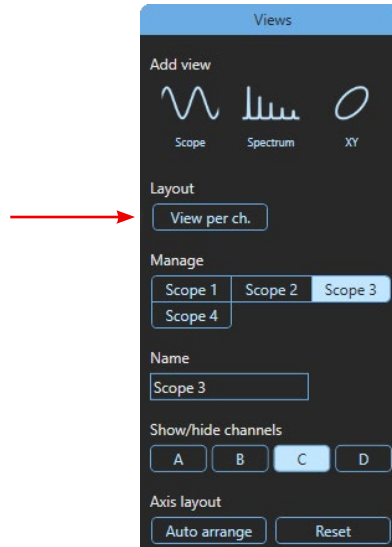 Views
Add view
Scope Spectrum XY
Layout
View per ch.
Manage
Scope 1 Scope 2 Scope 3
Scope 4
Name
Scope 3
Show/hide channels
A B C D
Axis layout
Auto arrange Reset